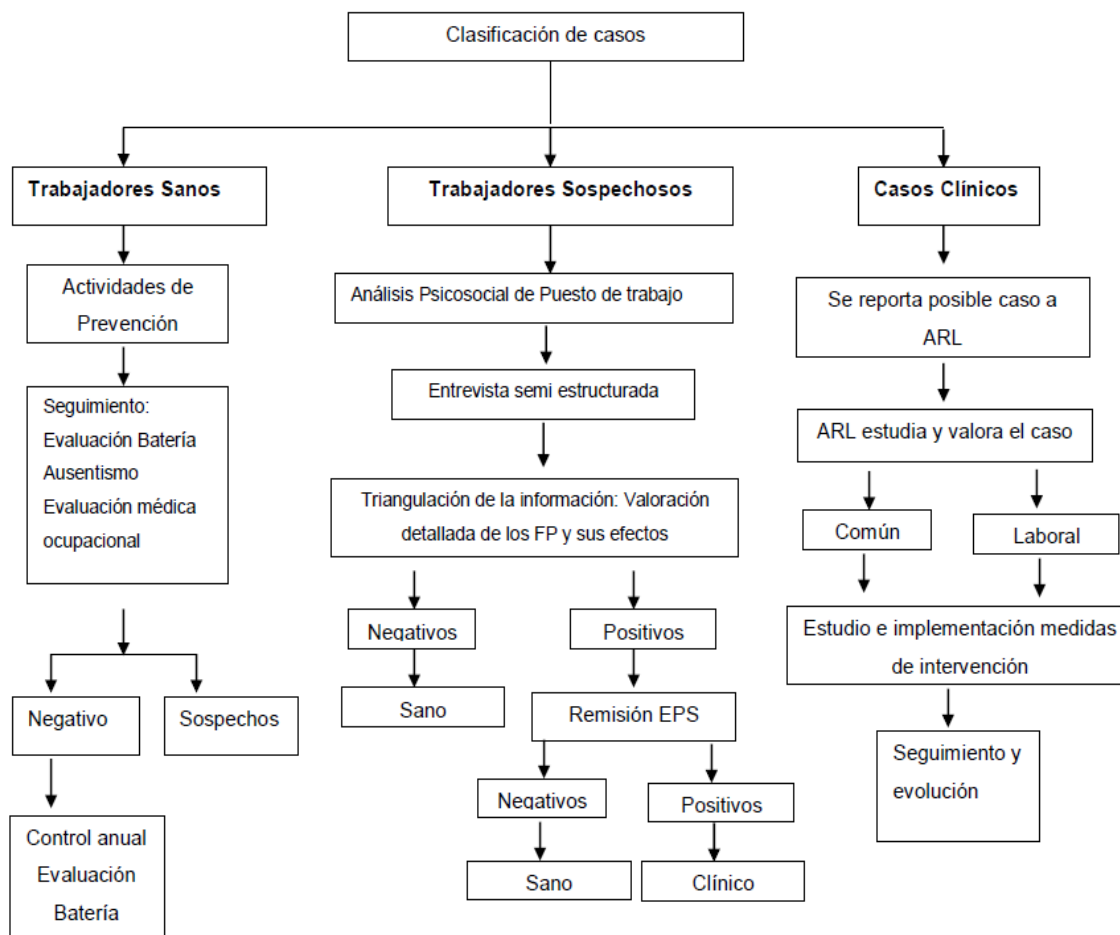 Clasificación de casos
Trabajadores Sanos
Trabajadores Sospechosos
Casos Clínicos
Actividades de
Prevención
Análisis Psicosocial de Puesto de trabajo
Se reporta posible caso a
ARL
Seguimiento:
Evaluación Batería
Ausentismo
Evaluación médica
ocupacional
Entrevista semi estructurada
ARL estudia y valora el caso
Triangulación de la información: Valoración
detallada de los FP y sus efectos
Común
Laboral
Negativos
Positivos
Estudio e implementación medidas
de intervención
Negativo
Sospechos
Sano
Remisión EPS
Seguimiento y
evolución
Negativos
Positivos
Control anual
Evaluación
Batería
Sano
Clínico